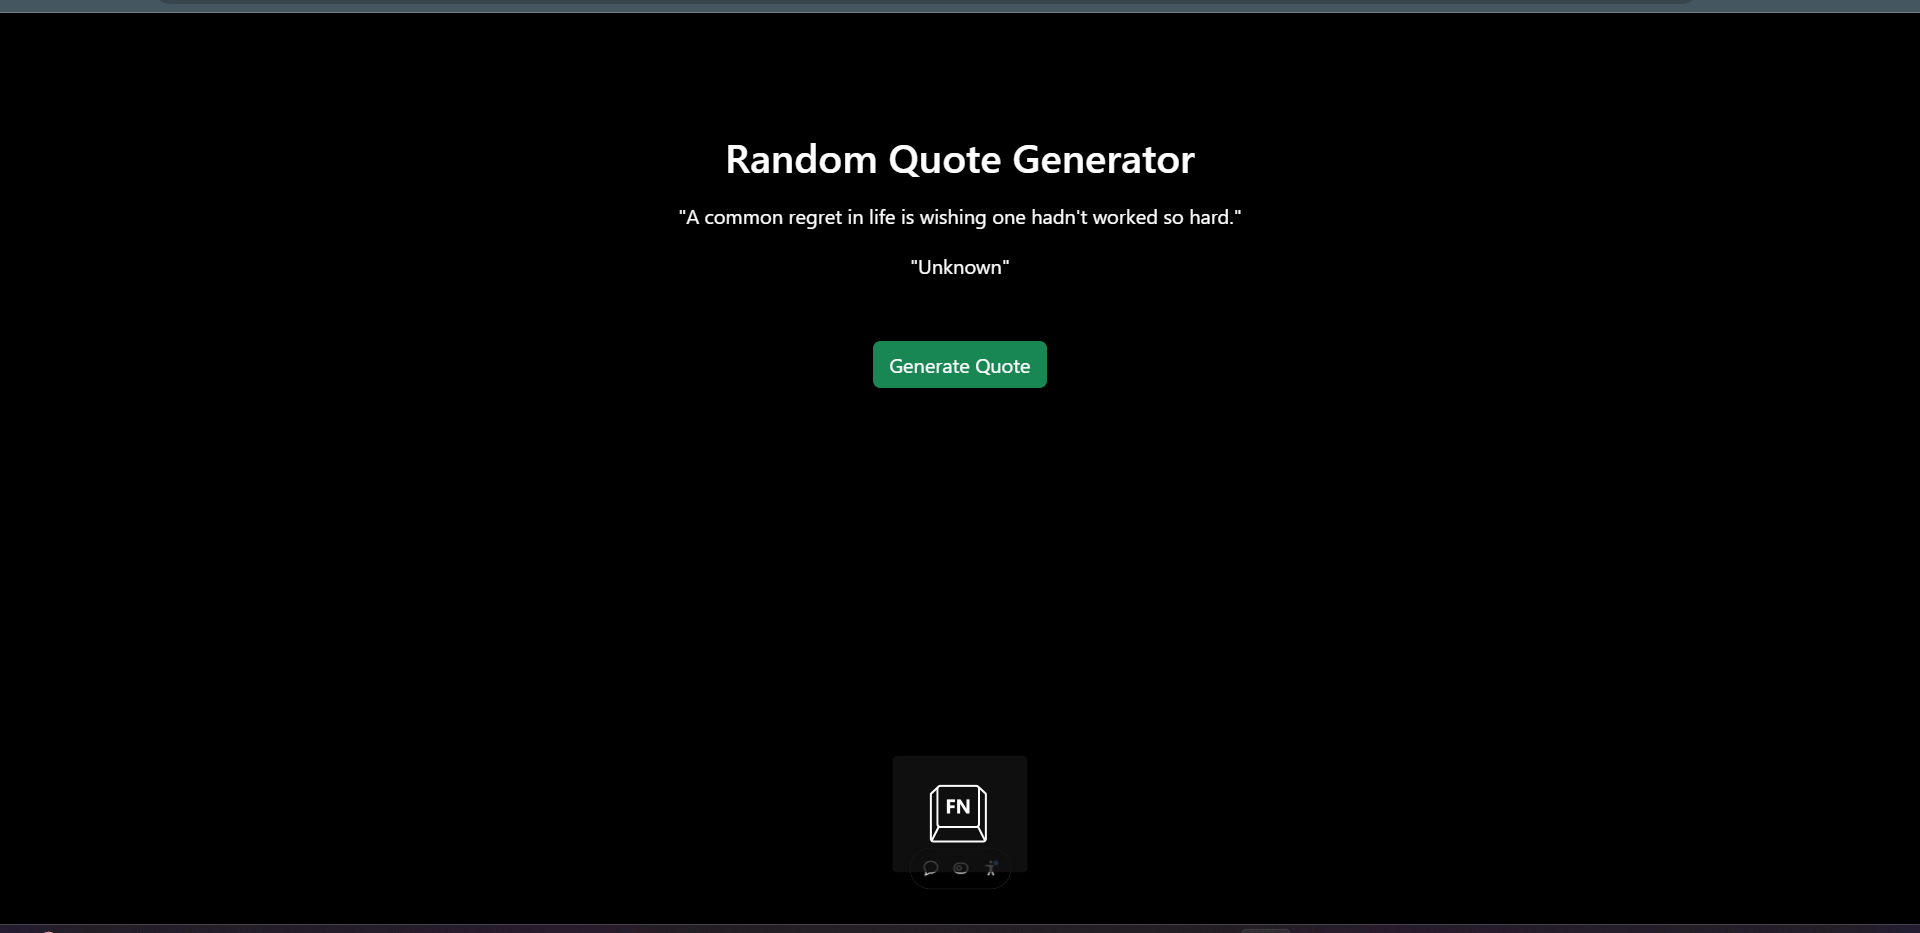 Random Quote Generator
"A common regret in life is wishing one hadn't worked so hard."
"Unknown"
Generate Quote
FN